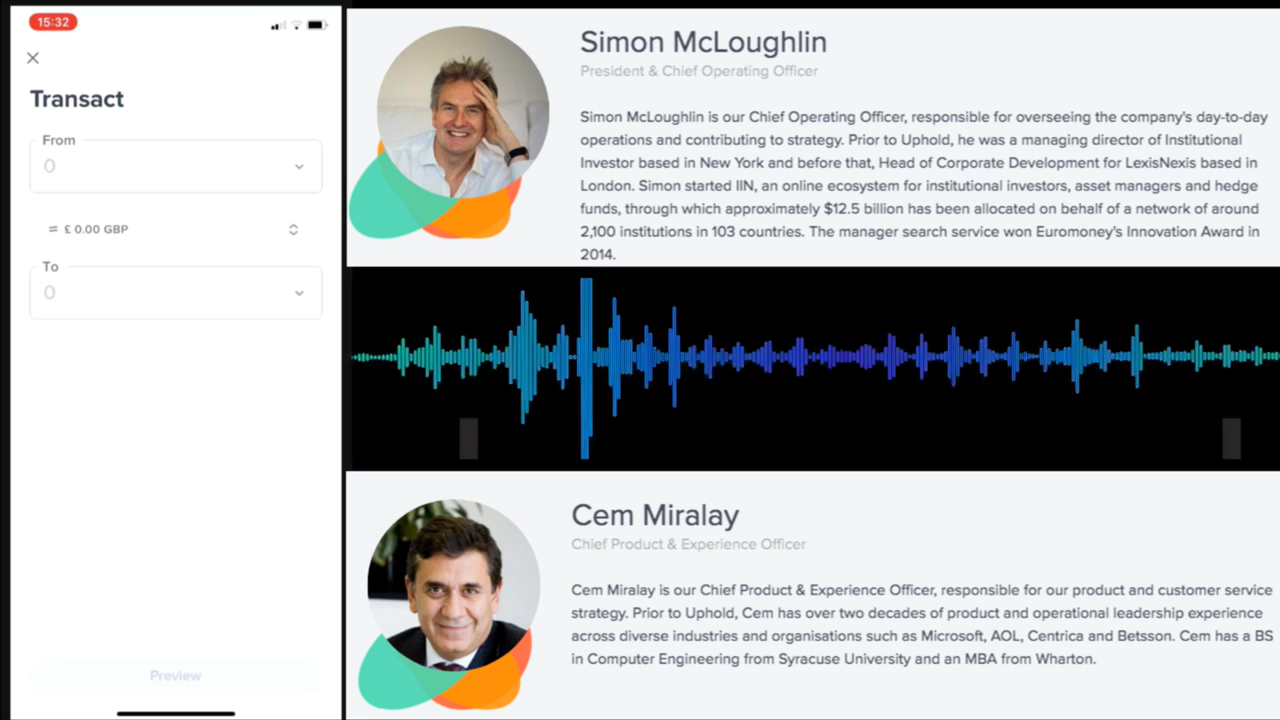 15:32
Transact
From
0
≈ £ 0.00 GBP
To
0
Preview
Simon McLoughlin
President & Chief Operating Officer
Simon McLoughlin is our Chief Operating Officer, responsible for overseeing the company's day-to-day
operations and contributing to strategy. Prior to Uphold, he was a managing director of Institutional
Investor based in New York and before that, Head of Corporate Development for LexisNexis based in
London. Simon started IIN, an online ecosystem for institutional investors, asset managers and hedge
funds, through which approximately $12.5 billion has been allocated on behalf of a network of around
2,100 institutions in 103 countries. The manager search service won Euromoney's Innovation Award in
2014.
Cem Miralay
Chief Product & Experience Officer
Cem Miralay is our Chief Product & Experience Officer, responsible for our product and customer service
strategy. Prior to Uphold, Cem has over two decades of product and operational leadership experience
across diverse industries and organisations such as Microsoft, AOL, Centrica and Betsson. Cem has a BS
in Computer Engineering from Syracuse University and an MBA from Wharton.